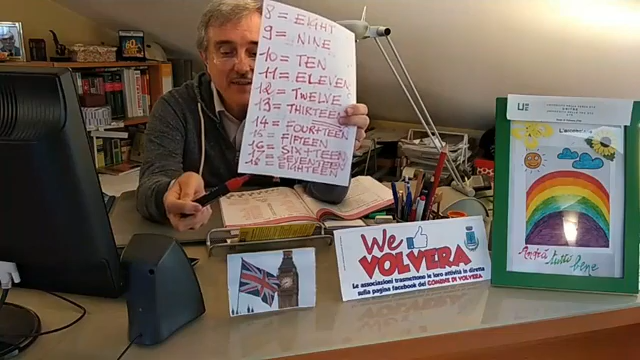 8 = EIGHT
9 = NINE
10 = TEN
11 = ELEVEN
12 = TWELVE
13 = THIRTEEN
14 = FOURTEEN
15 = FIFTEEN
16 = SIXTEEN
17 = SEVENTEEN
18 = EIGHTEEN
We
VOLVERA
Le associazioni trasmettono le loro attività in diretta
sulla pagina facebook del COMUNE DI VOLVERA
Andrà tutto bene